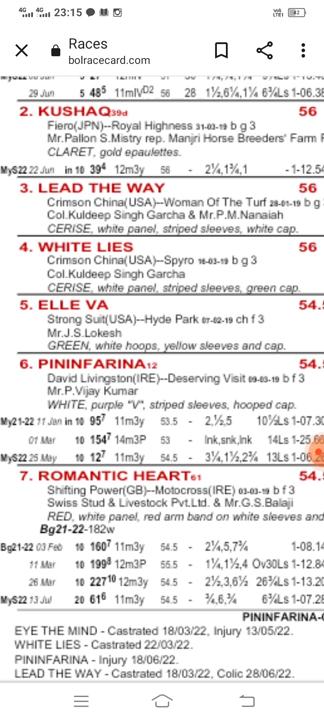 4G 4G 23:15
Races
bolracecard.com
29 Jun 5 48⁵ 11mIVᴰ² 56 28 1½,6¼,1¼ 6¾Ls 1-06.38
2. KUSHAQ39d 56
Fiero(JPN)--Royal Highness 31-03-19 b g 3
Mr.Pallon S.Mistry rep. Manjri Horse Breeders' Farm
CLARET, gold epaulettes.
MyS22 22 Jun in 10 39⁴ 12m3y 56 - 2¼,1¾,1 -1-12.54
3. LEAD THE WAY 56
Crimson China(USA)--Woman Of The Turf 28-01-19 b g
Col.Kuldeep Singh Garcha & Mr.P.M.Nanaiah
CERISE, white panel, striped sleeves, white cap.
4. WHITE LIES 56
Crimson China(USA)--Spyro 16-03-19 b g 3
Col.Kuldeep Singh Garcha
CERISE, white panel, striped sleeves, green cap.
5. ELLE VA 54.
Strong Suit(USA)--Hyde Park 07-02-19 ch f 3
Mr.J.S.Lokesh
GREEN, white hoops, yellow sleeves and cap.
6. PININFARINA12 54.
David Livingston(IRE)--Deserving Visit 09-03-19 b f 3
Mr.P.Vijay Kumar
WHITE, purple "V", striped sleeves, hooped cap.
My21-22 11 Jan in 10 95⁷ 11m3y 53.5 - 2,½,5 10½Ls 1-07.30
01 Mar 10 154⁷ 14m3P 53 - lnk,snk,lnk 14Ls 1-25.66
MyS22 25 May 10 12⁷ 11m3y 54.5 - 3¼,1½,2¾ 13Ls 1-06.
7. ROMANTIC HEART61 54.
Shifting Power(GB)--Motocross(IRE) 03-03-19 b f 3
Swiss Stud & Livestock Pvt.Ltd. & Mr.G.S.Balaji
RED, white panel, red arm band on white sleeves and
Bg21-22-182w
Bg21-22 03 Feb 10 160⁷ 11m3y 54.5 - 2¼,5,7¾ 1-08.14
11 Mar 10 199⁸ 12m3P 55.5 - 1¼,1½,4 Ov30Ls 1-12.84
26 Mar 10 227¹⁰ 12m3y 54.5 - 2½,3,6½ 26¾Ls 1-13.20
MyS22 13 Jul 20 61⁶ 11m3y 54.5 - ¾,6,¾ 6¾Ls 1-07.28
PININFARINA-
EYE THE MIND - Castrated 18/03/22, Injury 13/05/22.
WHITE LIES - Castrated 22/03/22.
PININFARINA - Injury 18/06/22.
LEAD THE WAY - Castrated 18/03/22, Colic 28/06/22.